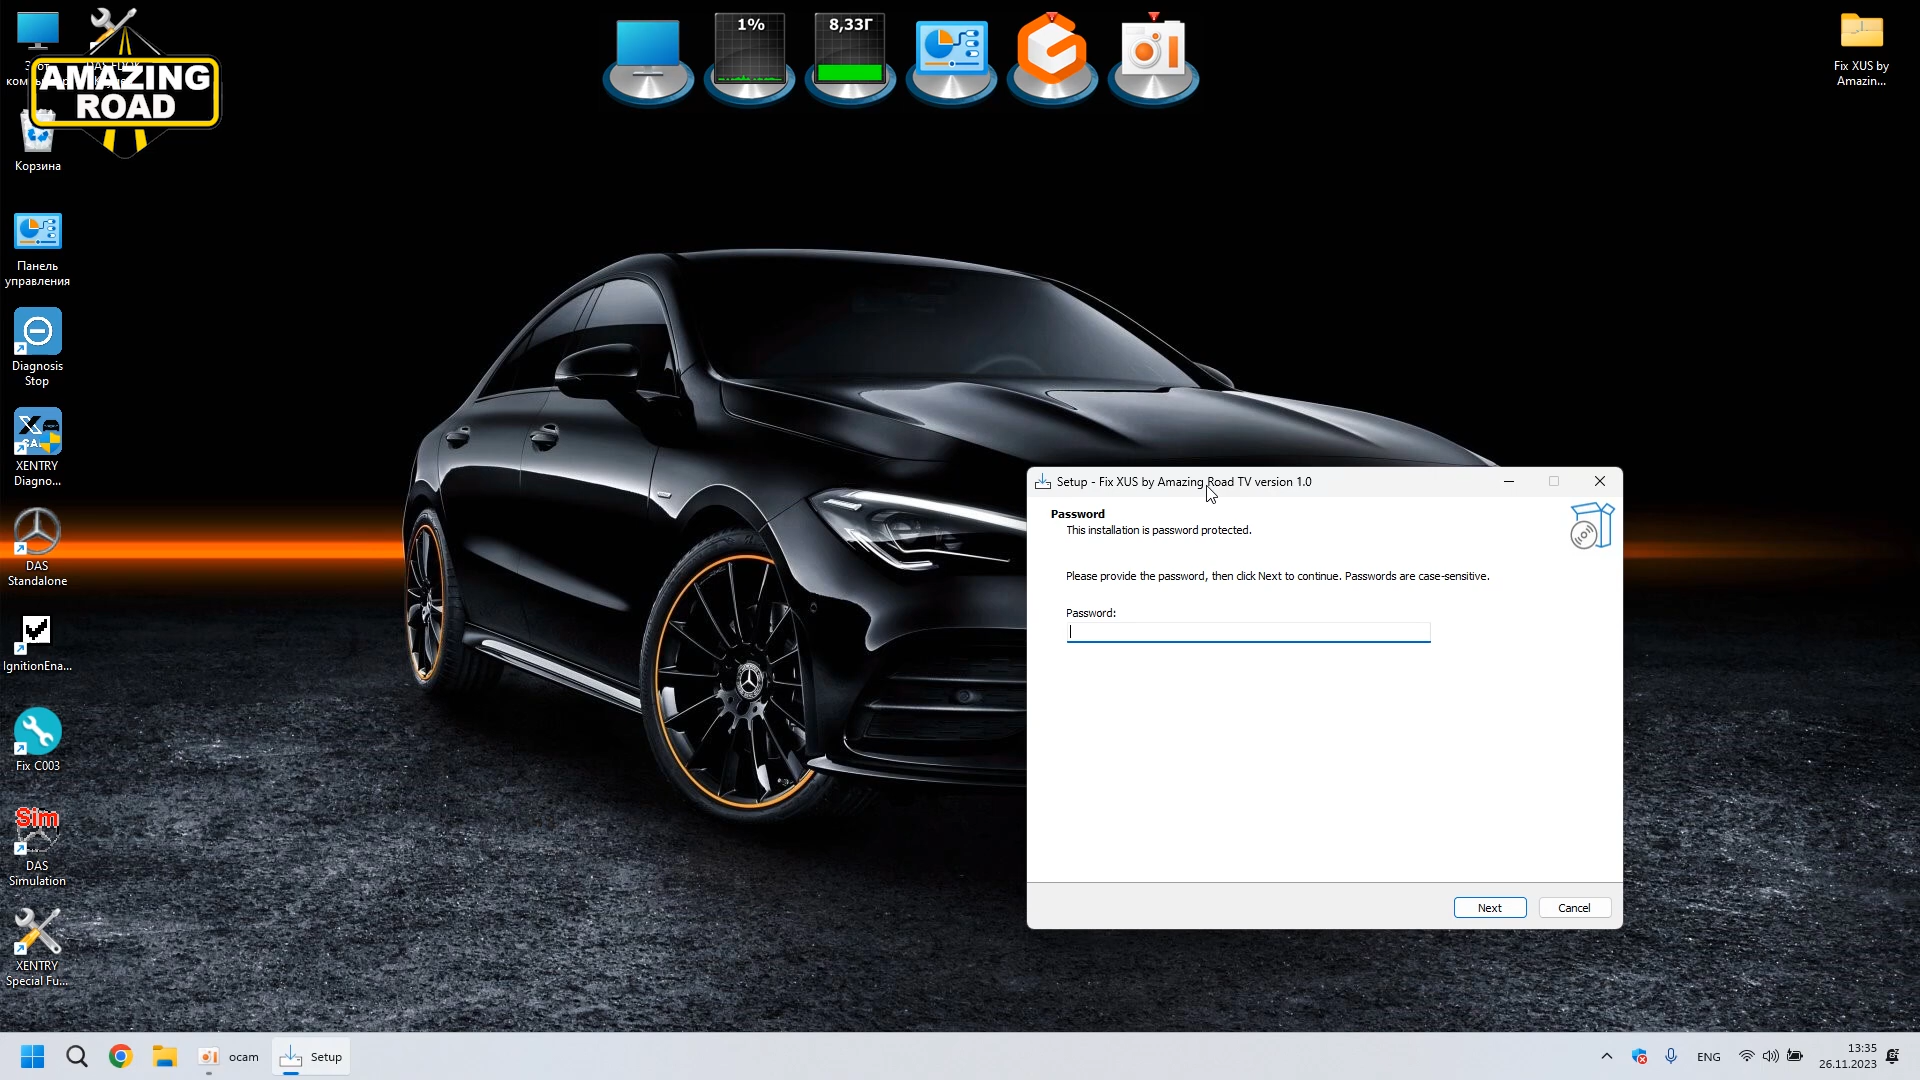 AMAZING
ROAD
Корзина
Панель
управления
Diagnosis
Stop
XENTRY
Diagno...
DAS
Standalone
IgnitionEna...
Fix C003
Sim
DAS
Simulation
XENTRY
Special Fu...
1%
8,33Г
Fix XUS by
Amazin...
Setup - Fix XUS by Amazing Road TV version 1.0
Password
This installation is password protected.
Please provide the password, then click Next to continue. Passwords are case-sensitive.
Password:
Next
Cancel
ocam
Setup
ENG
13:35
26.11.2023